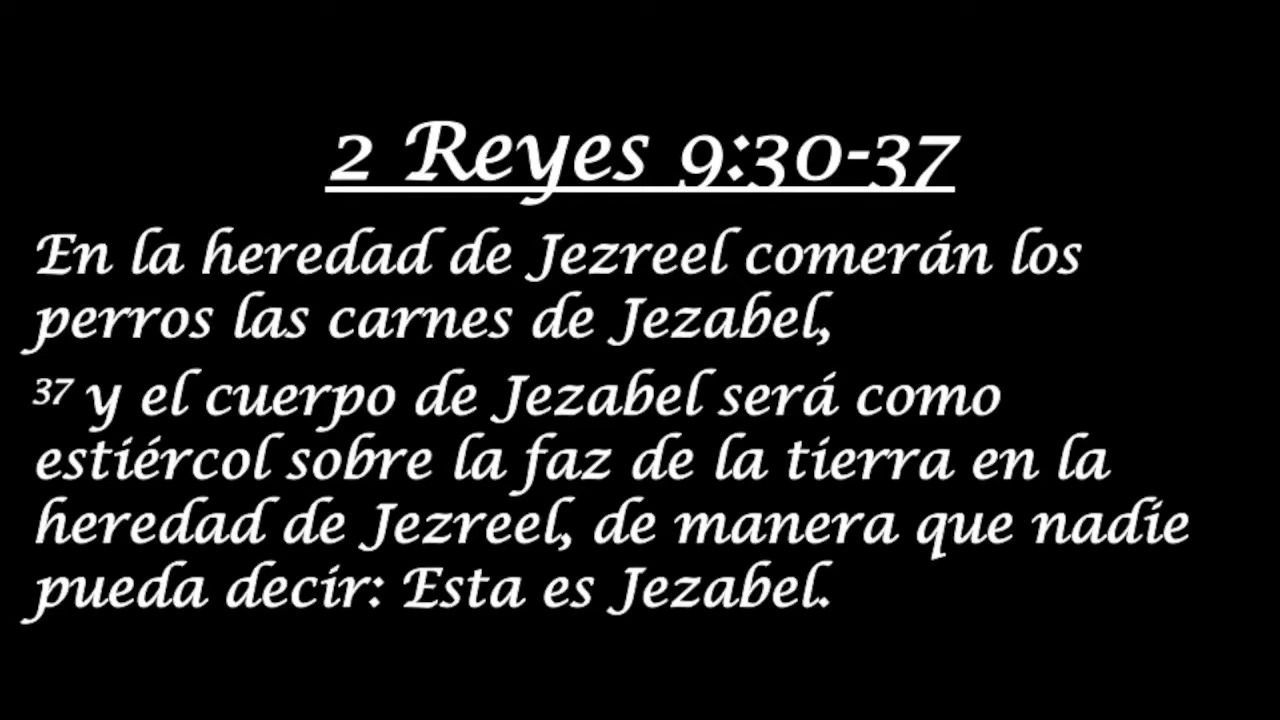 2 Reyes 9:30-37
En la heredad de Jezreel comerán los
perros las carnes de Jezabel,
37 y el cuerpo de Jezabel será como
estiércol sobre la faz de la tierra en la
heredad de Jezreel, de manera que nadie
pueda decir: Esta es Jezabel.